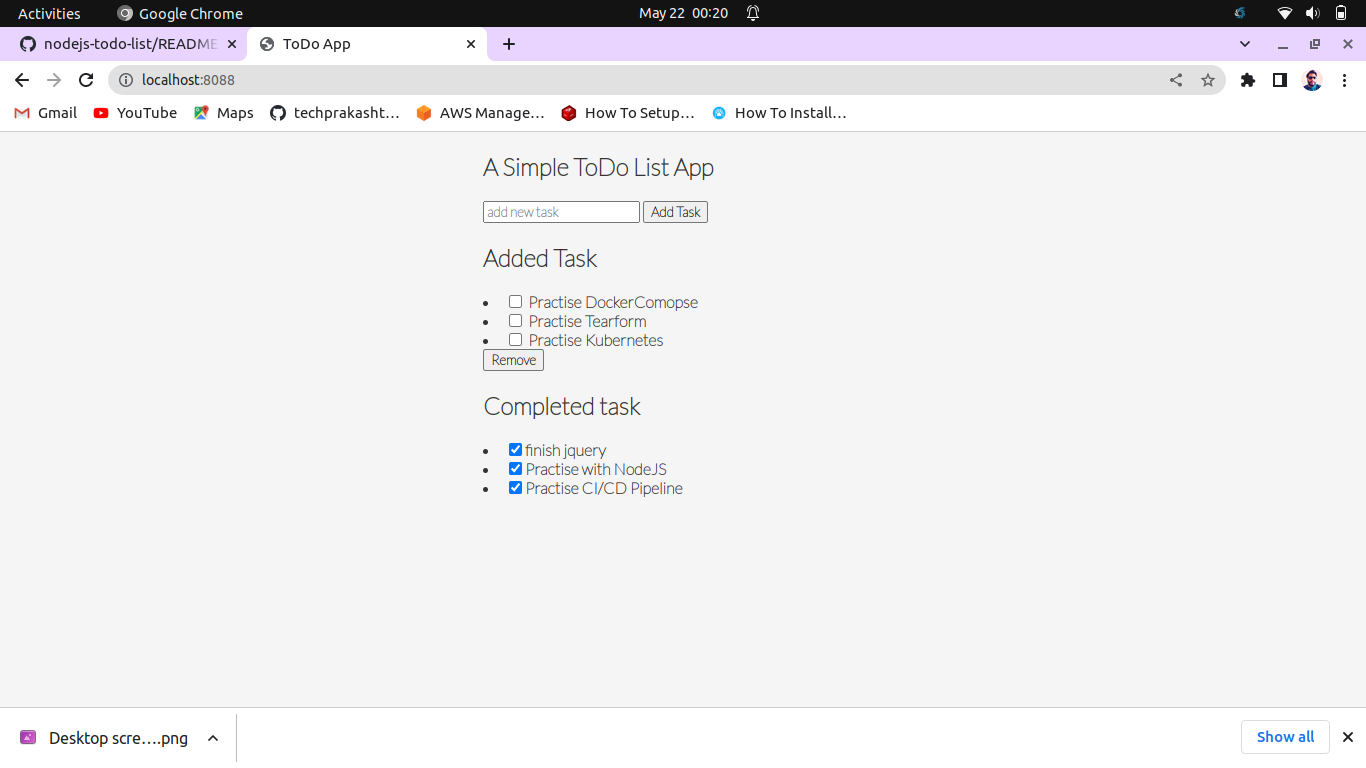 Activities Google Chrome May 22 00:20
nodejs-todo-list/README ToDo App
localhost:8088
Gmail YouTube Maps techprakasht... AWS Manage... How To Setup... How To Install...
A Simple ToDo List App
add new task Add Task
Added Task
Practise DockerComopse
Practise Tearform
Practise Kubernetes
Remove
Completed task
finish jquery
Practise with NodeJS
Practise CI/CD Pipeline
Desktop scre....png Show all